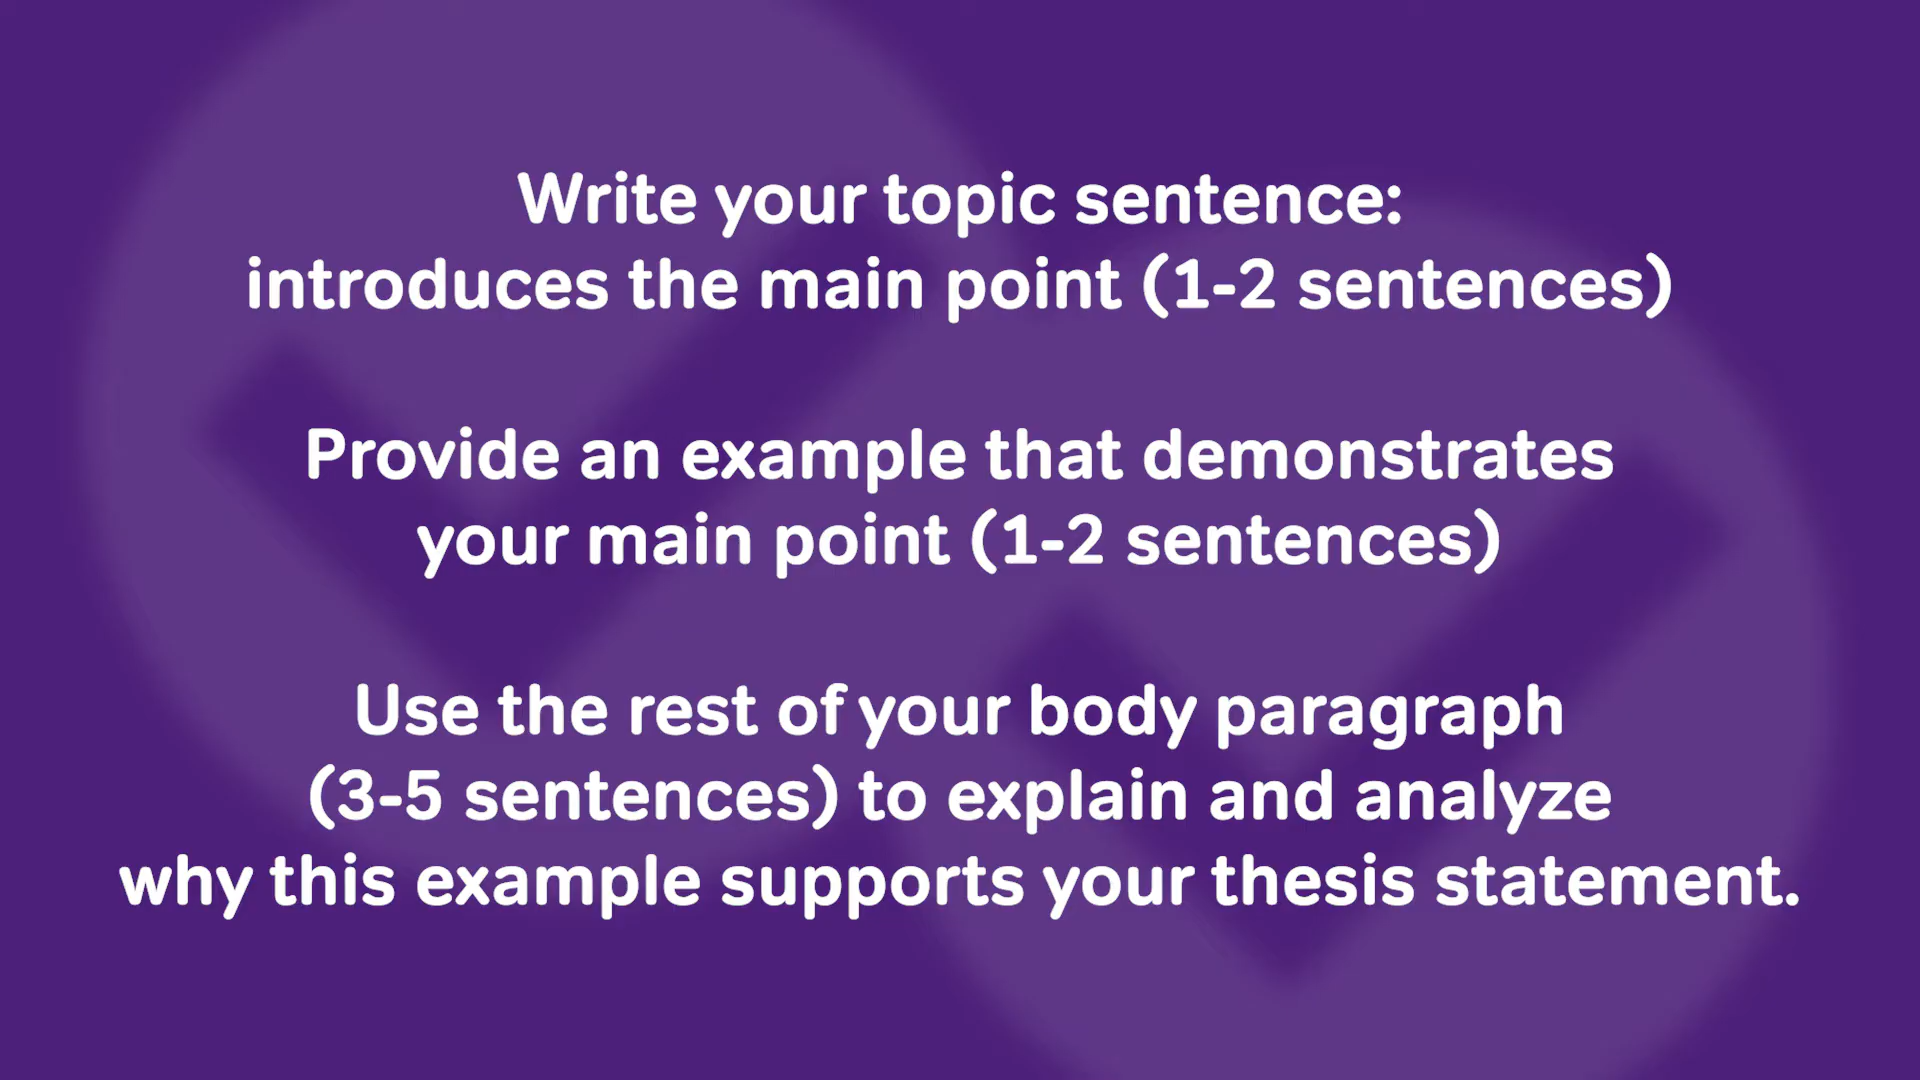 Write your topic sentence:
introduces the main point (1-2 sentences)
Provide an example that demonstrates
your main point (1-2 sentences)
Use the rest of your body paragraph
(3-5 sentences) to explain and analyze
why this example supports your thesis statement.